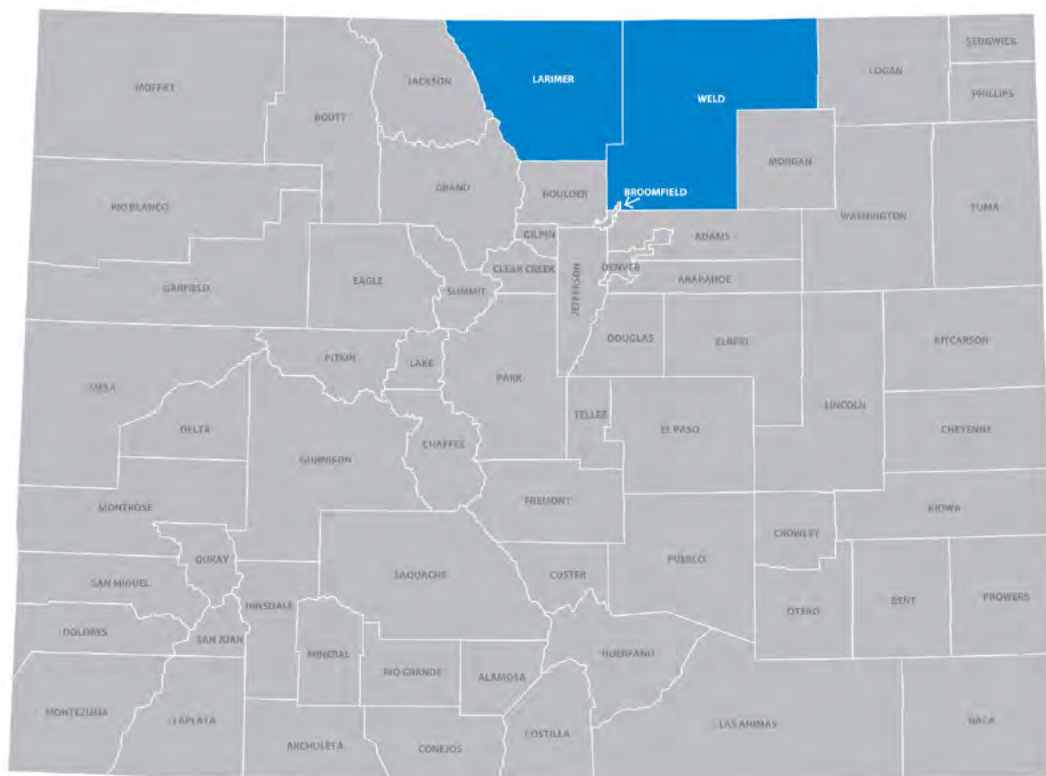 SEDGWICK
LARIMER
LOGAN
JACKSON
MOFFAT
WELD
PHILLIPS
ROUTT
MORGAN
GRAND
BOULDER
BROOMFIELD
RIO BLANCO
YUMA
WASHINGTON
GILPIN
ADAMS
CLEAR CREEK
DENVER
ARAPAHOE
EAGLE
JEFFERSON
GARFIELD
SUMMIT
DOUGLAS
ELBERT
KIT CARSON
PITKIN
LAKE
PARK
MESA
LINCOLN
TELLER
DELTA
EL PASO
CHEYENNE
CHAFFEE
GUNNISON
FREMONT
MONTROSE
KIOWA
CROWLEY
OURAY
PUEBLO
SAGUACHE
CUSTER
SAN MIGUEL
HINSDALE
OTERO
BENT
PROWERS
DOLORES
SAN JUAN
MINERAL
HUERFANO
RIO GRANDE
ALAMOSA
MONTEZUMA
LA PLATA
LAS ANIMAS
BACA
COSTILLA
ARCHULETA
CONEJOS